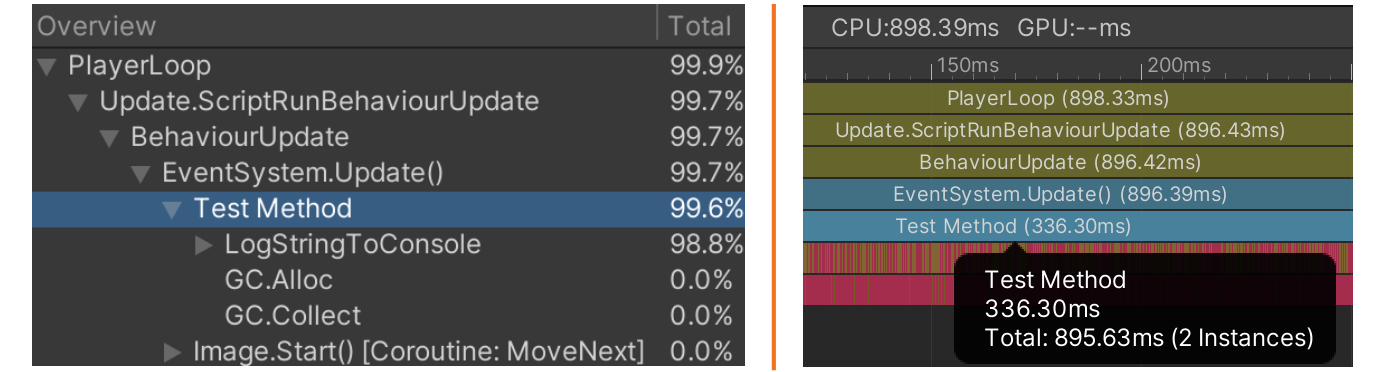 Overview Total
PlayerLoop 99.9%
Update.ScriptRunBehaviourUpdate 99.7%
BehaviourUpdate 99.7%
EventSystem.Update() 99.7%
Test Method 99.6%
LogStringToConsole 98.8%
GC.Alloc 0.0%
GC.Collect 0.0%
Image.Start() [Coroutine: MoveNext] 0.0%
CPU:898.39ms GPU:--ms
150ms 200ms
PlayerLoop (898.33ms)
Update.ScriptRunBehaviourUpdate (896.43ms)
BehaviourUpdate (896.42ms)
EventSystem.Update() (896.39ms)
Test Method (336.30ms)
Test Method
336.30ms
Total: 895.63ms (2 Instances)